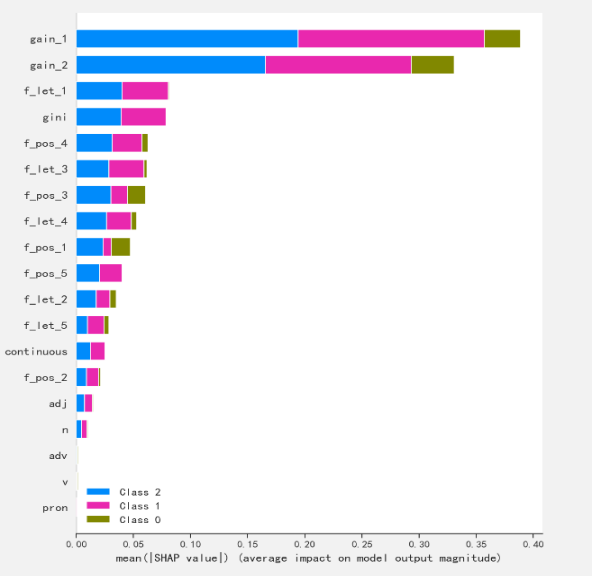 gain_1
gain_2
f_let_1
gini
f_pos_4
f_let_3
f_pos_3
f_let_4
f_pos_1
f_pos_5
f_let_2
f_let_5
continuous
f_pos_2
adj
n
adv
v
pron
Class 2
Class 1
Class 0
0.00 0.05 0.10 0.15 0.20 0.25 0.30 0.35 0.40
mean(|SHAP value|) (average impact on model output magnitude)